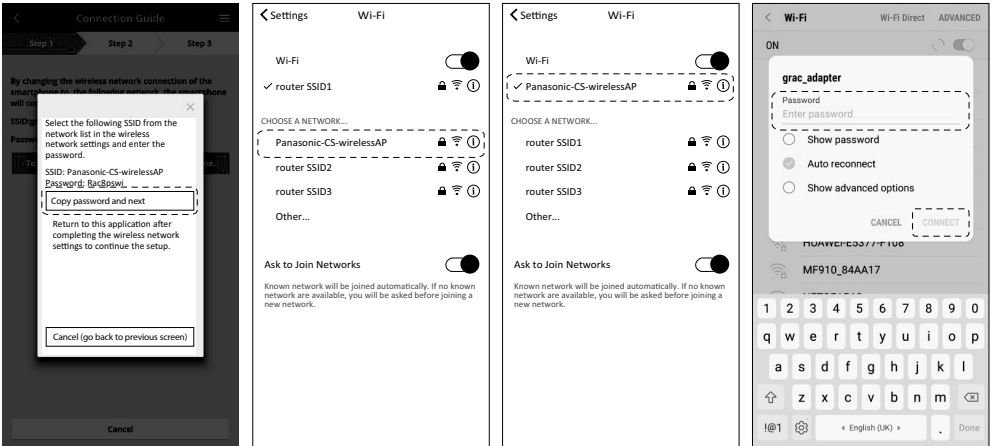 Connection Guide
Step 1
Step 2
Step 3
By changing the wireless network connection of the
smartphone to the following network, the smartphone
will co
SSID:g
Passw
To
ne.
Select the following SSID from the
network list in the wireless
network settings and enter the
password.
SSID: Panasonic-CS-wirelessAP
Password: Rac8pswi
Copy password and next
Return to this application after
completing the wireless network
settings to continue the setup.
Cancel (go back to previous screen)
Cancel
Settings
Wi-Fi
Wi-Fi
✓ router SSID1
CHOOSE A NETWORK...
Panasonic-CS-wirelessAP
router SSID2
router SSID3
Other...
Ask to Join Networks
Known network will be joined automatically. If no known
network are available, you will be asked before joining a
new network.
Settings
Wi-Fi
Wi-Fi
✓ Panasonic-CS-wirelessAP
CHOOSE A NETWORK...
router SSID1
router SSID2
router SSID3
Other...
Ask to Join Networks
Known network will be joined automatically. If no known
network are available, you will be asked before joining a
new network.
Wi-Fi
Wi-Fi Direct
ADVANCED
ON
grac_adapter
Password
Enter password
Show password
Auto reconnect
Show advanced options
CANCEL
CONNECT
HUAWEI-E5377-F108
MF910_84AA17
1 2 3 4 5 6 7 8 9 0
q w e r t y u i o p
a s d f g h j k l
z x c v b n m
!@1
English (UK)
.
Done